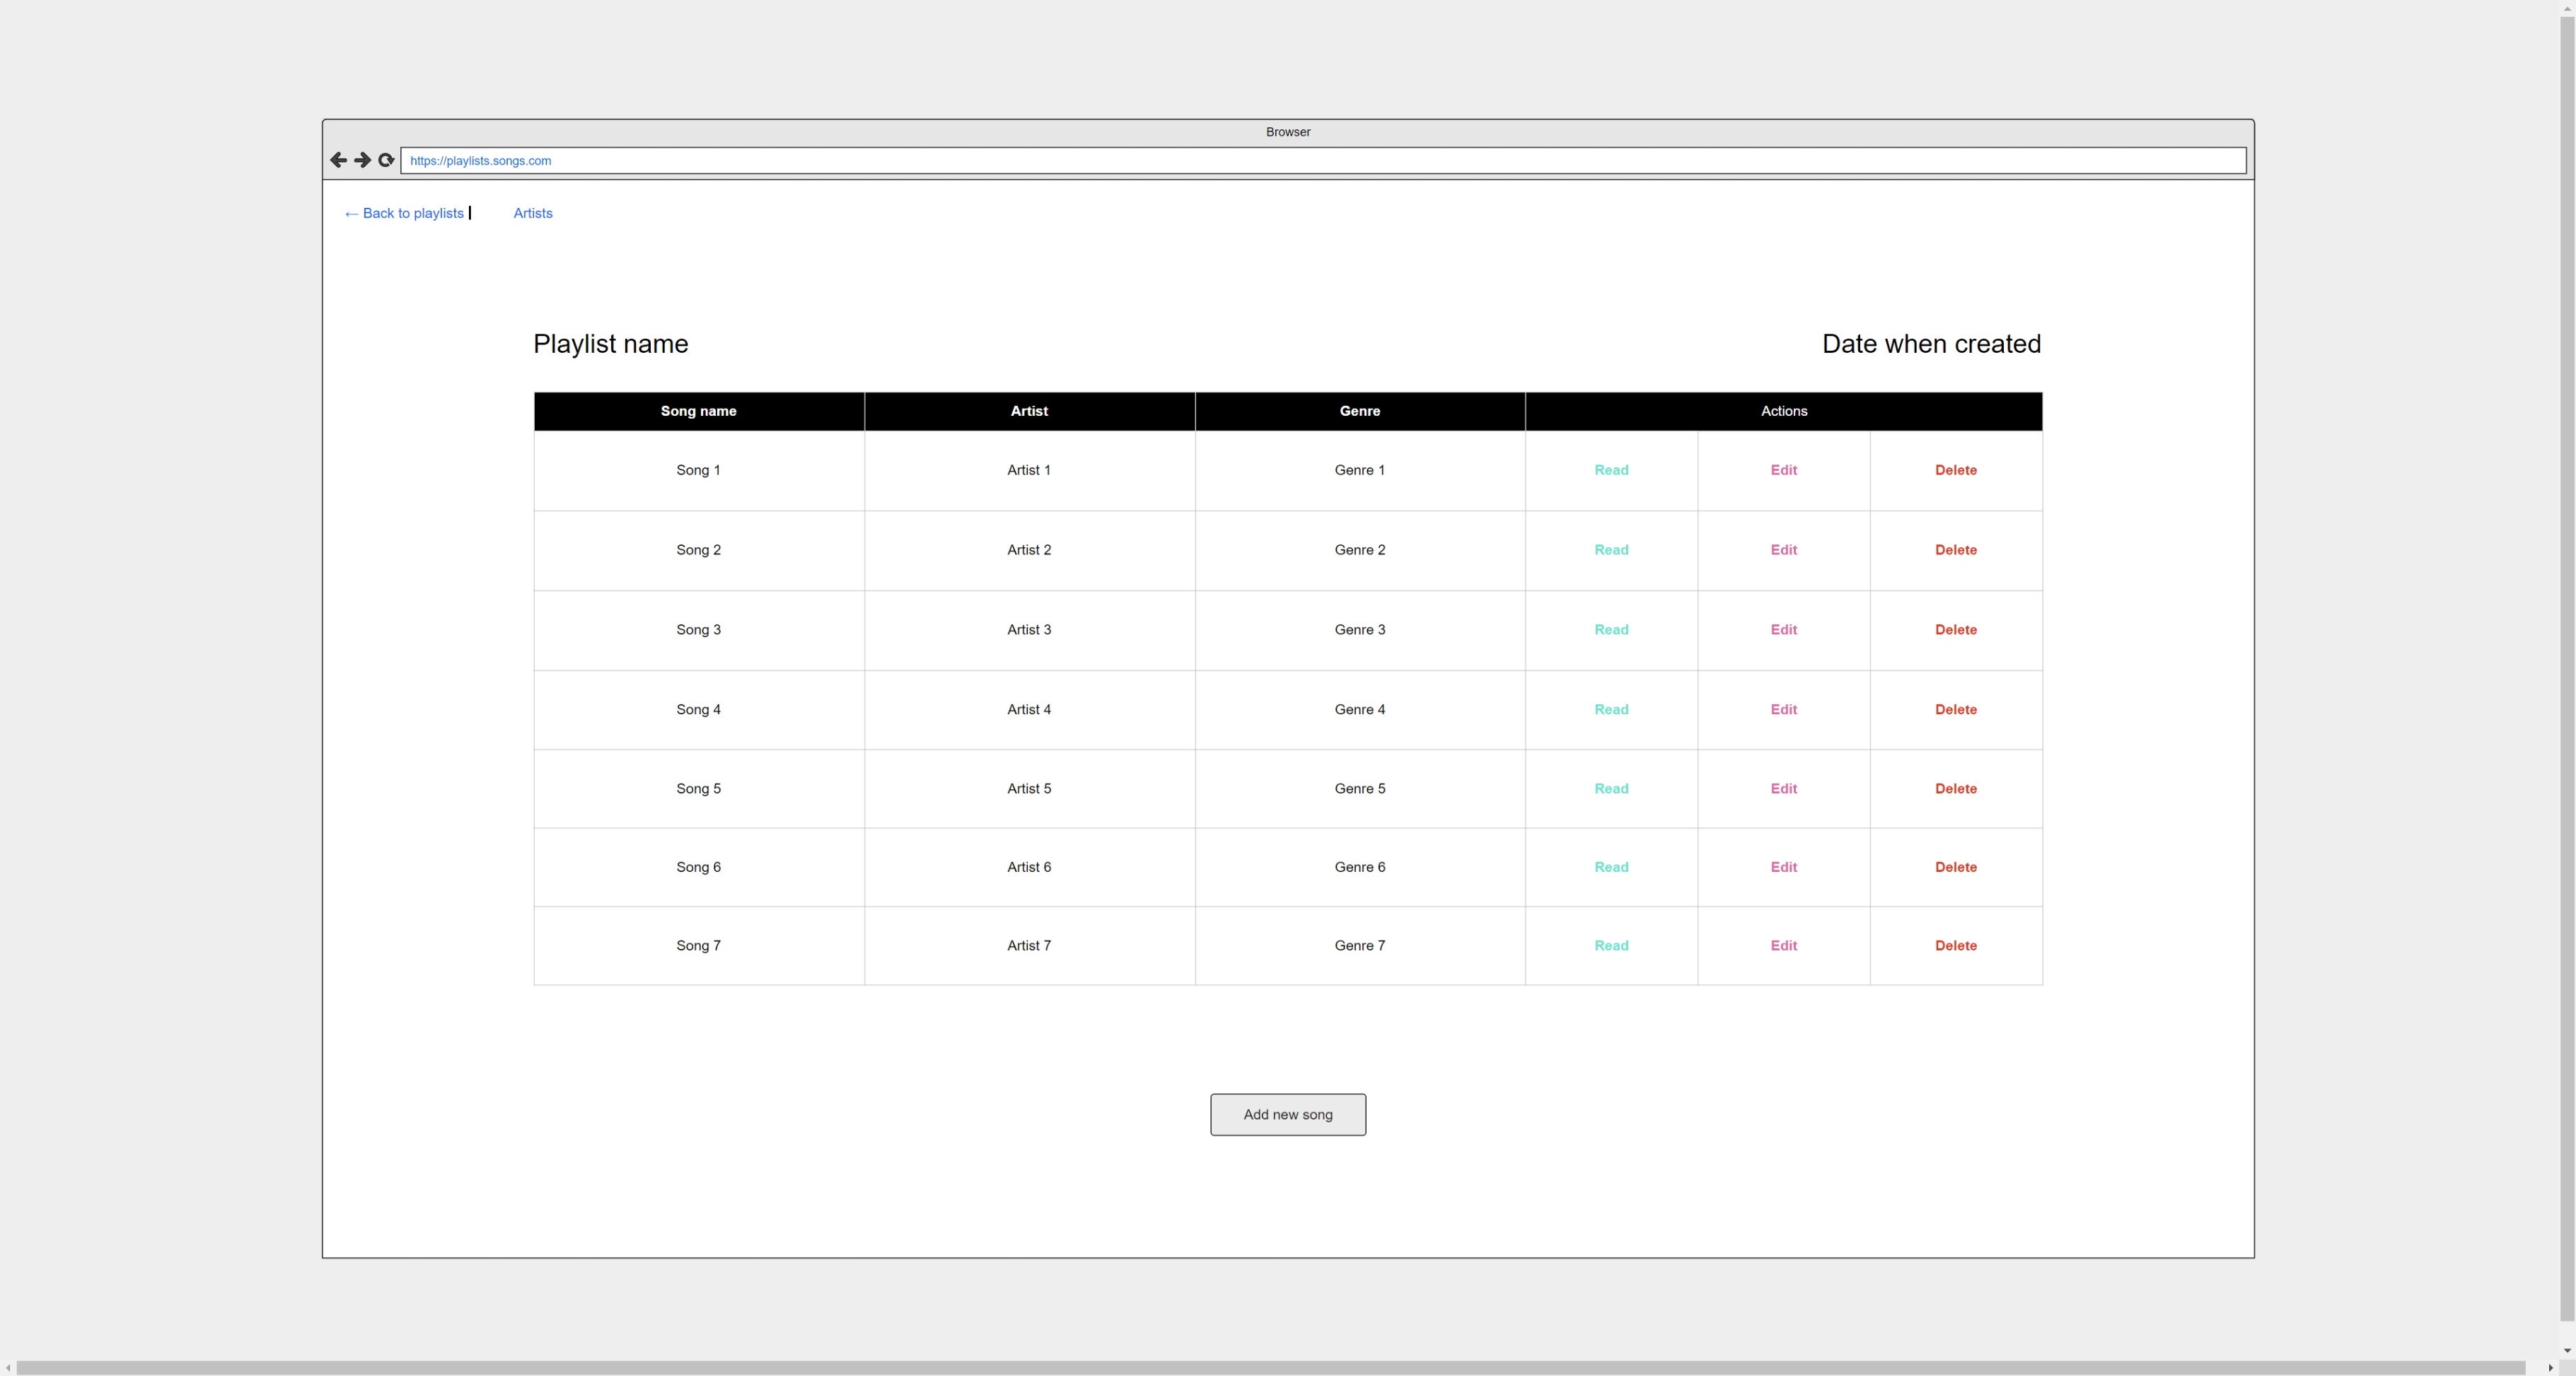 Browser
https://playlists.songs.com
← Back to playlists | Artists
Playlist name Date when created
Song name Artist Genre Actions
Song 1 Artist 1 Genre 1 Read Edit Delete
Song 2 Artist 2 Genre 2 Read Edit Delete
Song 3 Artist 3 Genre 3 Read Edit Delete
Song 4 Artist 4 Genre 4 Read Edit Delete
Song 5 Artist 5 Genre 5 Read Edit Delete
Song 6 Artist 6 Genre 6 Read Edit Delete
Song 7 Artist 7 Genre 7 Read Edit Delete
Add new song